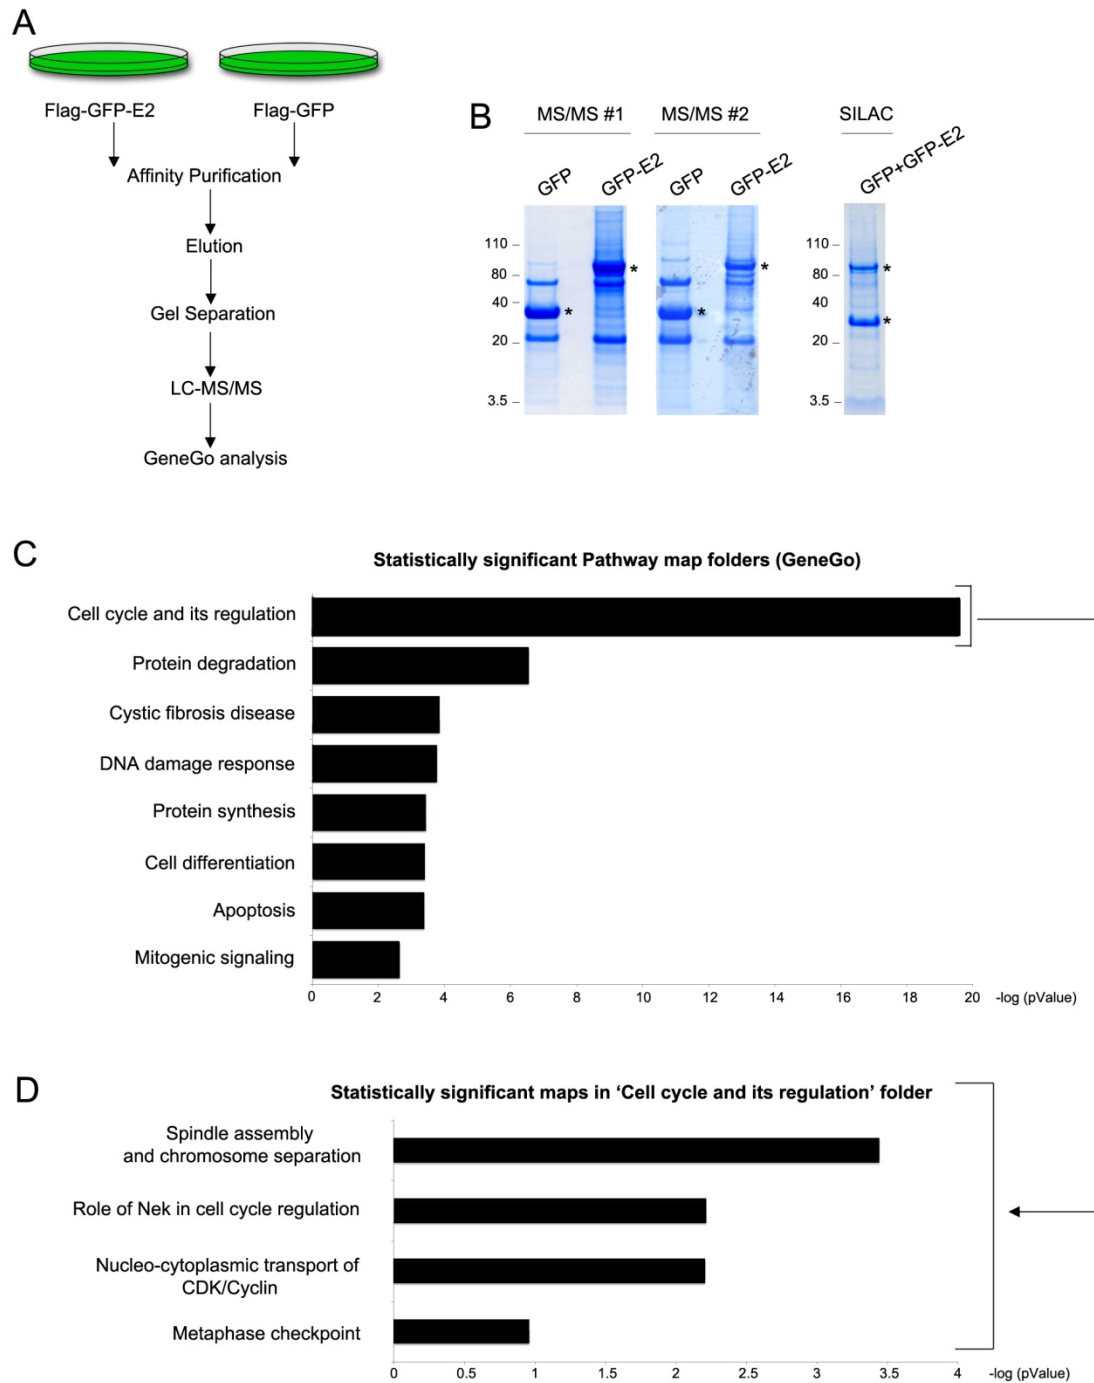 A
Flag-GFP-E2
Flag-GFP
Affinity Purification
Elution
Gel Separation
LC-MS/MS
GeneGo analysis
B
MS/MS #1
MS/MS #2
SILAC
GFP
GFP-E2
GFP
GFP-E2
GFP+GFP-E2
110
80
40
20
3.5
*
*
*
*
110
80
40
20
3.5
*
*
C
Statistically significant Pathway map folders (GeneGo)
Cell cycle and its regulation
Protein degradation
Cystic fibrosis disease
DNA damage response
Protein synthesis
Cell differentiation
Apoptosis
Mitogenic signaling
0 2 4 6 8 10 12 14 16 18 20 -log (pValue)
D
Statistically significant maps in ‘Cell cycle and its regulation’ folder
Spindle assembly
and chromosome separation
Role of Nek in cell cycle regulation
Nucleo-cytoplasmic transport of
CDK/Cyclin
Metaphase checkpoint
0 0.5 1 1.5 2 2.5 3 3.5 4 -log (pValue)